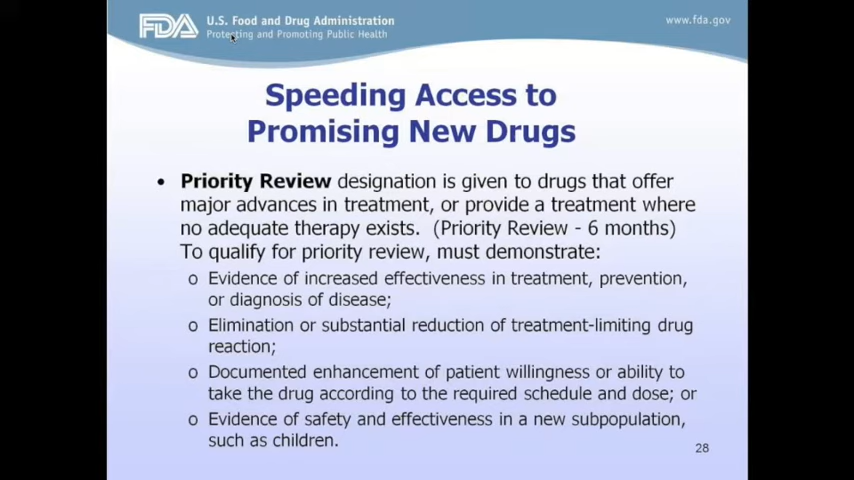 FDA U.S. Food and Drug Administration
Protecting and Promoting Public Health
www.fda.gov
Speeding Access to
Promising New Drugs
• Priority Review designation is given to drugs that offer
major advances in treatment, or provide a treatment where
no adequate therapy exists. (Priority Review - 6 months)
To qualify for priority review, must demonstrate:
o Evidence of increased effectiveness in treatment, prevention,
or diagnosis of disease;
o Elimination or substantial reduction of treatment-limiting drug
reaction;
o Documented enhancement of patient willingness or ability to
take the drug according to the required schedule and dose; or
o Evidence of safety and effectiveness in a new subpopulation,
such as children.
28